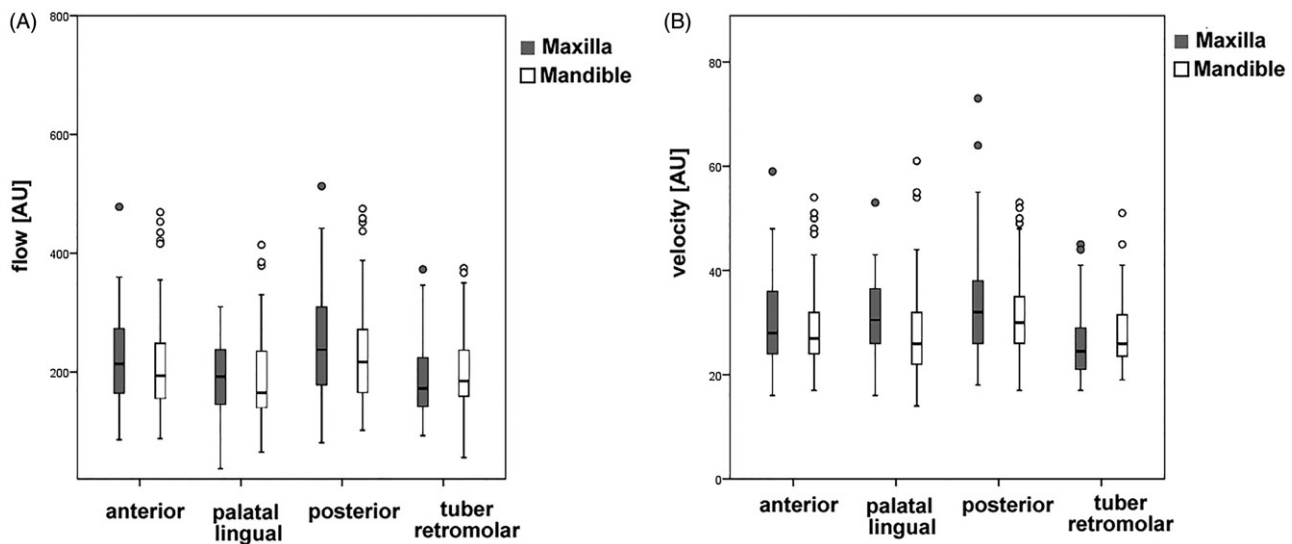 (A)
800
600
400
200
flow [AU]
Maxilla
Mandible
anterior
palatal
lingual
posterior
tuber
retromolar
(B)
80
60
40
20
0
velocity [AU]
Maxilla
Mandible
anterior
palatal
lingual
posterior
tuber
retromolar